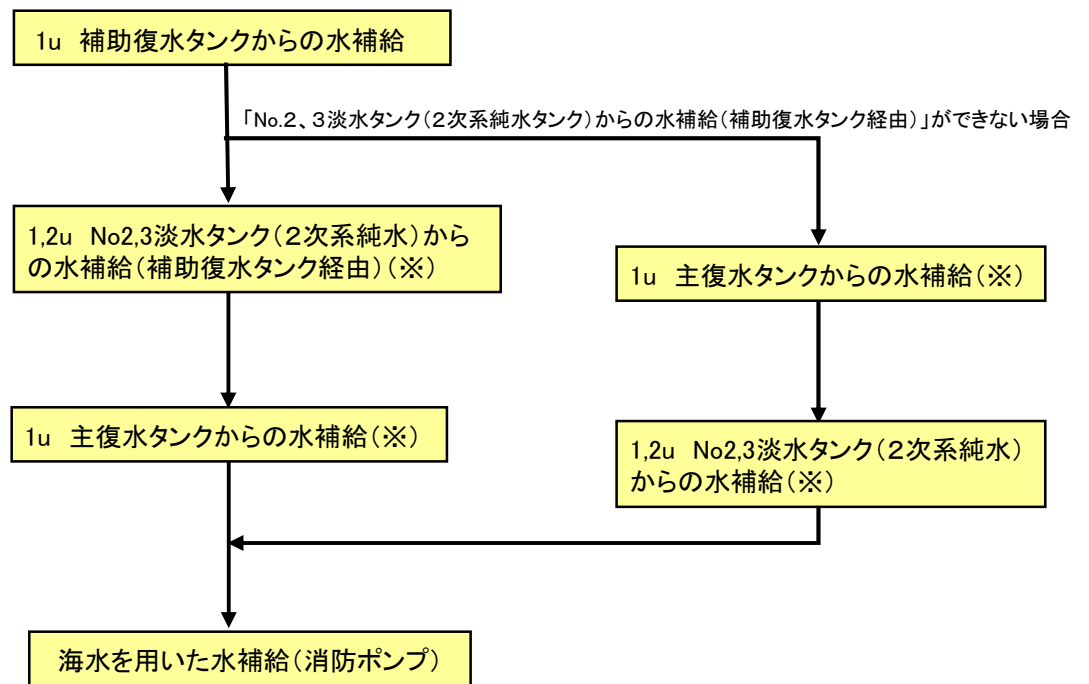 1u 補助復水タンクからの水補給
「No.２、３淡水タンク（２次系純水タンク）からの水補給（補助復水タンク経由）」ができない場合
1,2u No2,3淡水タンク（２次系純水）から
の水補給（補助復水タンク経由）（※）
1u 主復水タンクからの水補給（※）
1u 主復水タンクからの水補給（※）
1,2u No2,3淡水タンク（２次系純水）
からの水補給（※）
海水を用いた水補給（消防ポンプ）